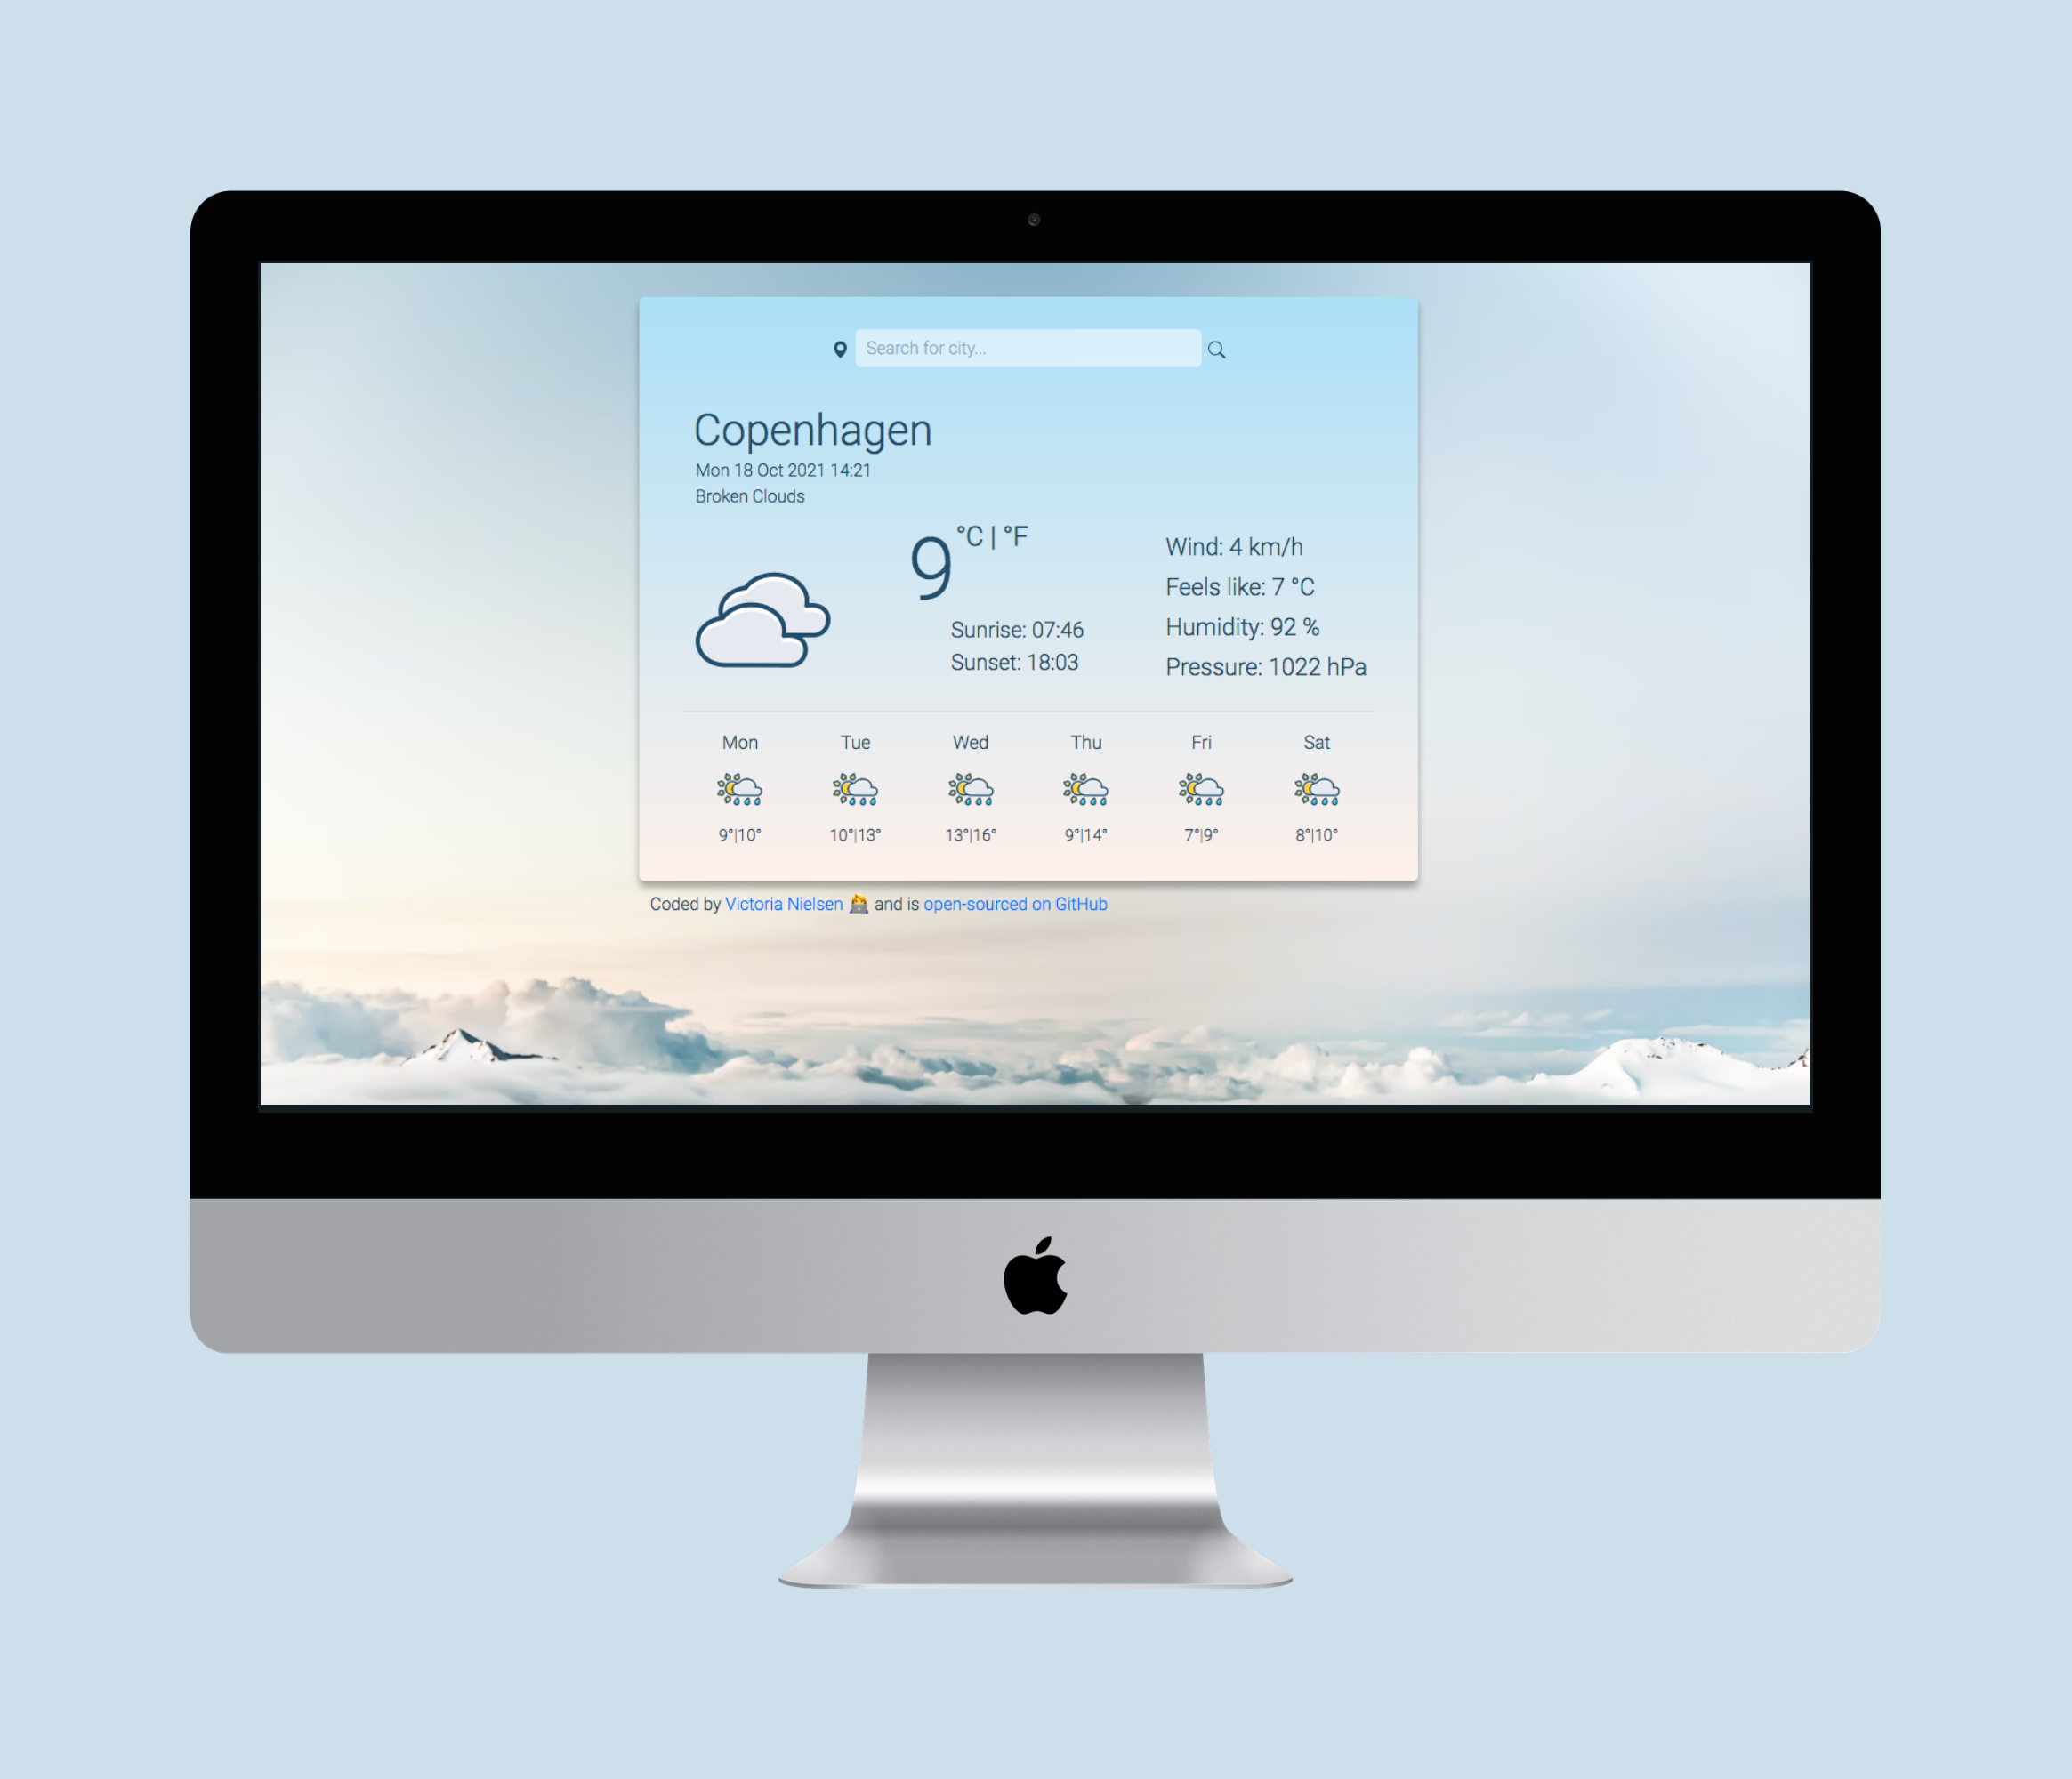 Search for city...
Copenhagen
Mon 18 Oct 2021 14:21
Broken Clouds
9 °C | °F
Sunrise: 07:46
Sunset: 18:03
Wind: 4 km/h
Feels like: 7 °C
Humidity: 92 %
Pressure: 1022 hPa
Mon Tue Wed Thu Fri Sat
9°|10° 10°|13° 13°|16° 9°|14° 7°|9° 8°|10°
Coded by Victoria Nielsen 👩‍💻 and is open-sourced on GitHub